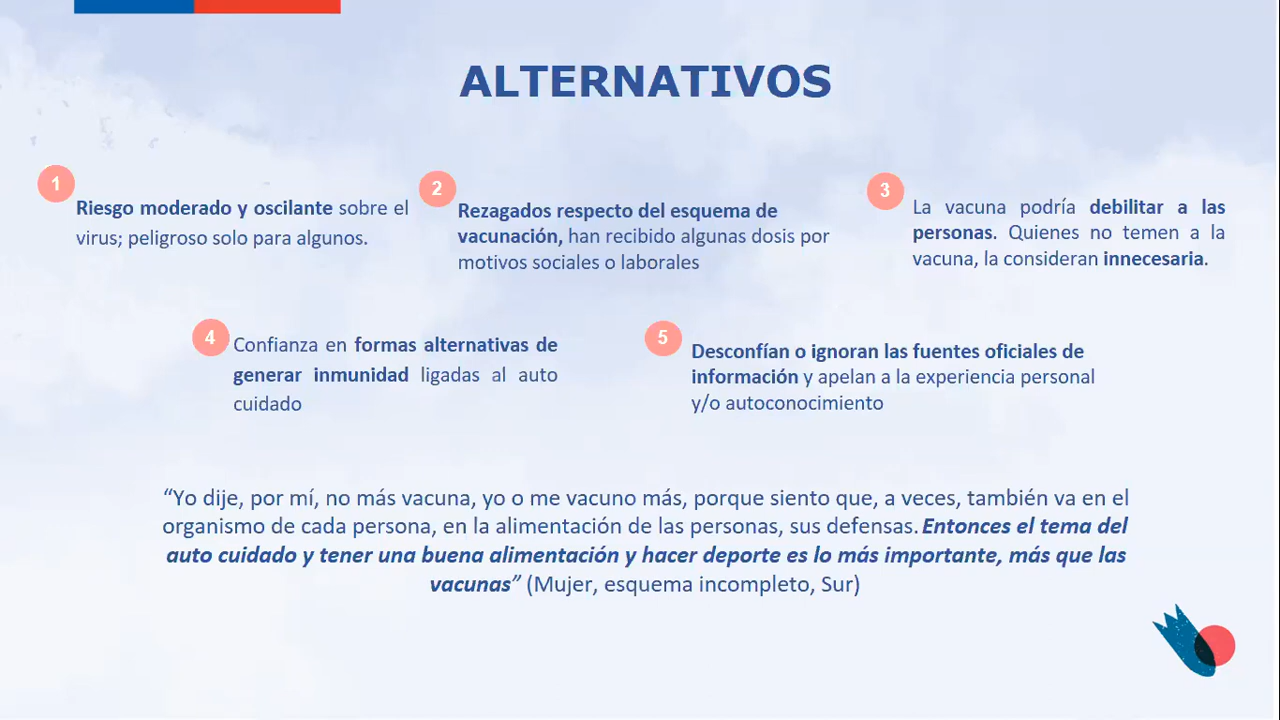 ALTERNATIVOS
1
Riesgo moderado y oscilante sobre el
virus; peligroso solo para algunos.
2
Rezagados respecto del esquema de
vacunación, han recibido algunas dosis por
motivos sociales o laborales
3
La vacuna podría debilitar a las
personas. Quienes no temen a la
vacuna, la consideran innecesaria.
4
Confianza en formas alternativas de
generar inmunidad ligadas al auto
cuidado
5
Desconfían o ignoran las fuentes oficiales de
información y apelan a la experiencia personal
y/o autoconocimiento
“Yo dije, por mí, no más vacuna, yo o me vacuno más, porque siento que, a veces, también va en el
organismo de cada persona, en la alimentación de las personas, sus defensas. Entonces el tema del
auto cuidado y tener una buena alimentación y hacer deporte es lo más importante, más que las
vacunas” (Mujer, esquema incompleto, Sur)